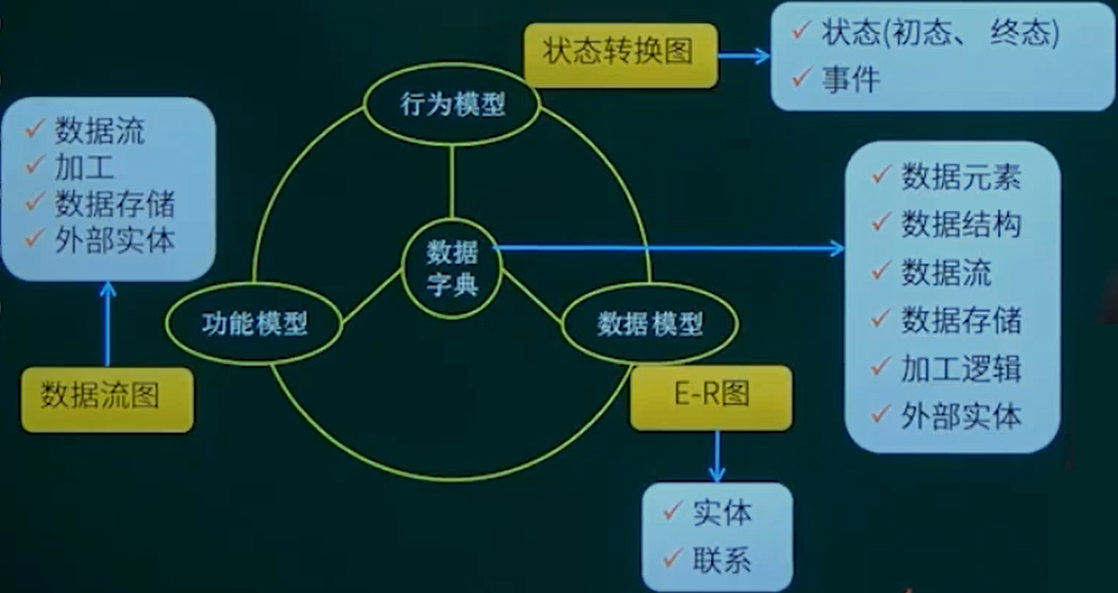 状态转换图
状态(初态、 终态)
事件
行为模型
数据流
加工
数据存储
外部实体
数据
字典
数据元素
数据结构
数据流
数据存储
加工逻辑
外部实体
功能模型
数据模型
数据流图
E-R图
实体
联系